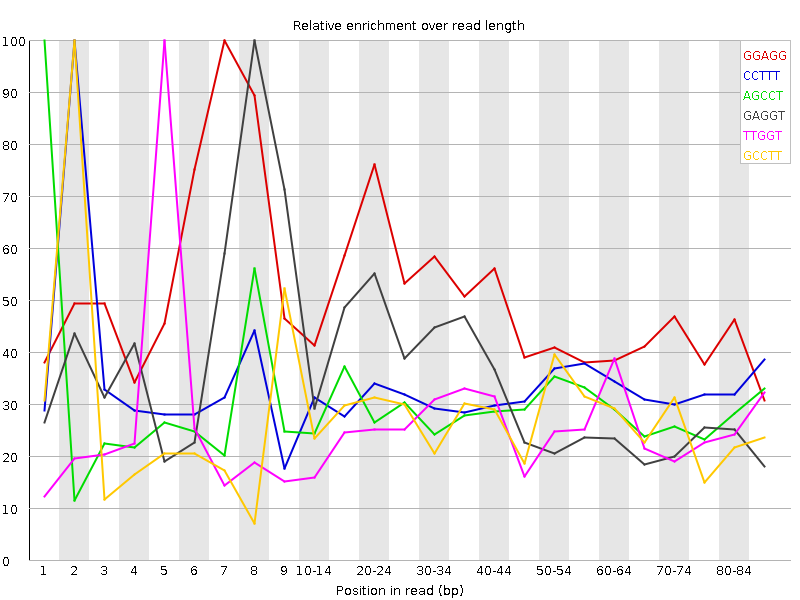 Relative enrichment over read length
100
90
80
70
60
50
40
30
20
10
0
GGAGG
CCTTT
AGCCT
GAGGT
TTGGT
GCCTT
1 2 3 4 5 6 7 8 9 10-14 20-24 30-34 40-44 50-54 60-64 70-74 80-84
Position in read (bp)